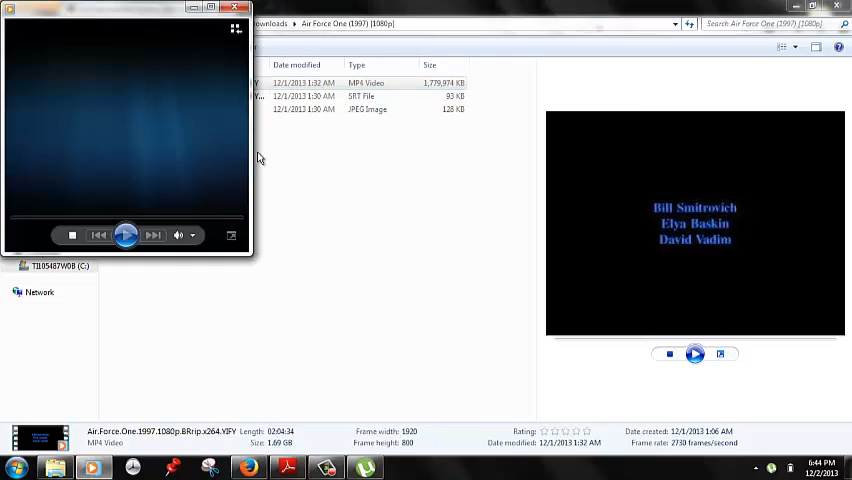 ownloads
Air Force One (1997) [1080p]
Search Air Force One (1997) [1080p]
Date modified
Type
Size
12/1/2013 1:32 AM
MP4 Video
1,779,974 KB
12/1/2013 1:30 AM
SRT File
93 KB
12/1/2013 1:30 AM
JPEG Image
128 KB
Bill Smitrovich
Elya Baskin
David Vadim
TI105487W0B (C:)
Network
Air.Force.One.1997.1080p.BRrip.x264.YIFY
MP4 Video
Length: 02:04:34
Size: 1.69 GB
Frame width: 1920
Frame height: 800
Rating:
Date modified: 12/1/2013 1:32 AM
Date created: 12/1/2013 1:06 AM
Frame rate: 2730 frames/second
6:44 PM
12/2/2013